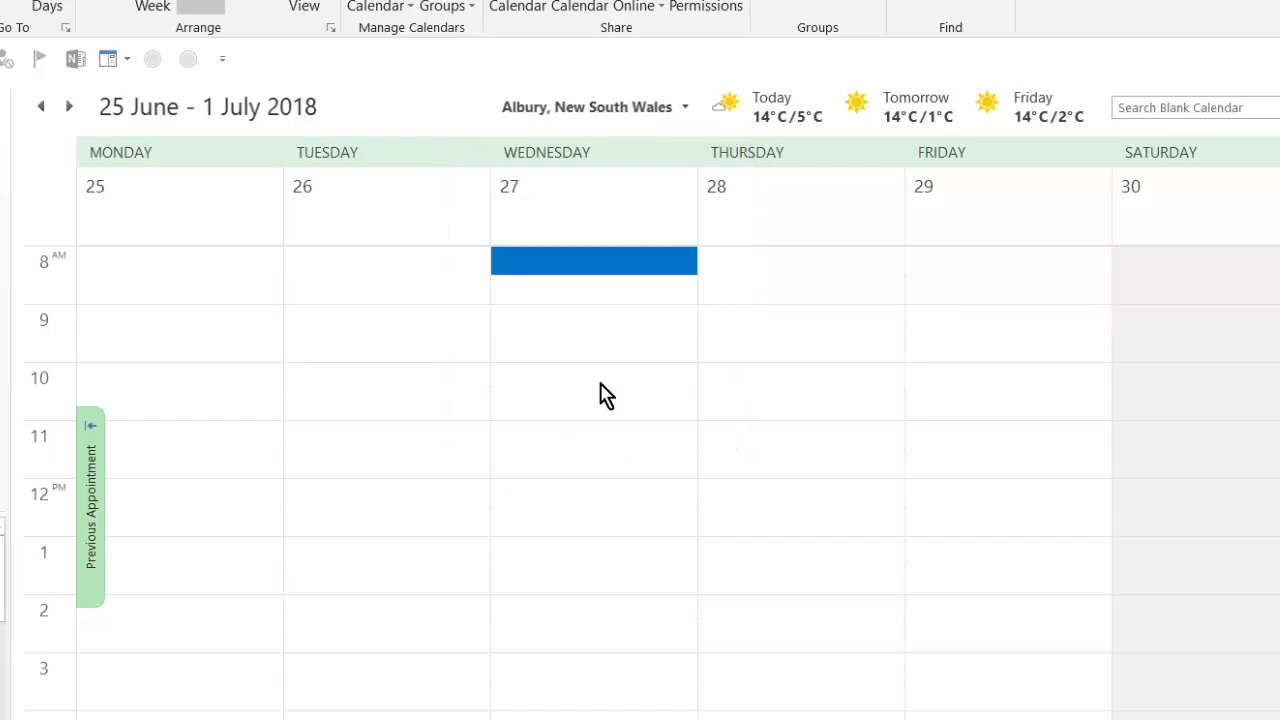 Days Week View Calendar Groups Calendar Calendar Online Permissions
Go To Arrange Manage Calendars Share Groups Find
25 June - 1 July 2018
Albury, New South Wales
Today
14°C/5°C
Tomorrow
14°C/1°C
Friday
14°C/2°C
Search Blank Calendar
MONDAY TUESDAY WEDNESDAY THURSDAY FRIDAY SATURDAY
25 26 27 28 29 30
8 AM
9
10
11
12 PM
1
2
3
Previous Appointment